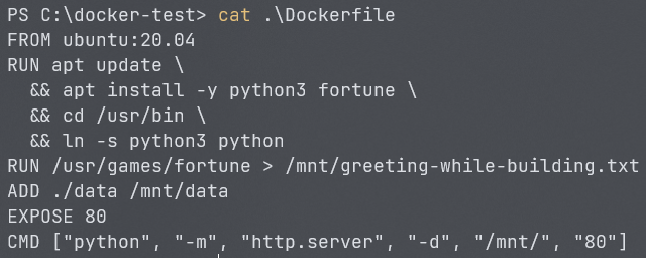 PS C:\docker-test> cat .\Dockerfile
FROM ubuntu:20.04
RUN apt update \
  && apt install -y python3 fortune \
  && cd /usr/bin \
  && ln -s python3 python
RUN /usr/games/fortune > /mnt/greeting-while-building.txt
ADD ./data /mnt/data
EXPOSE 80
CMD ["python", "-m", "http.server", "-d", "/mnt/", "80"]